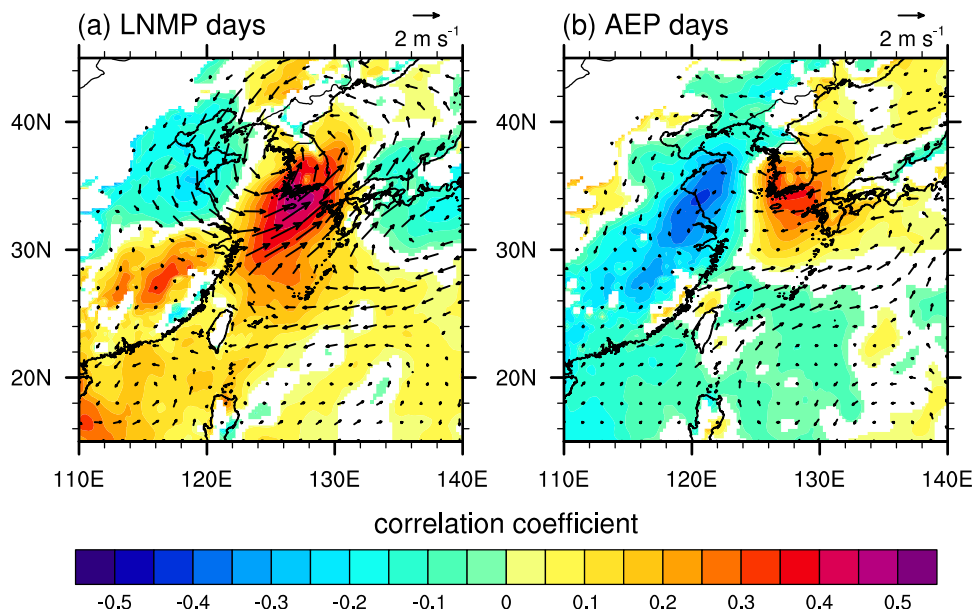 (a) LNMP days
2 m s⁻¹
(b) AEP days
2 m s⁻¹
40N
30N
20N
110E 120E 130E 140E
40N
30N
20N
110E 120E 130E 140E
correlation coefficient
-0.5 -0.4 -0.3 -0.2 -0.1 0 0.1 0.2 0.3 0.4 0.5